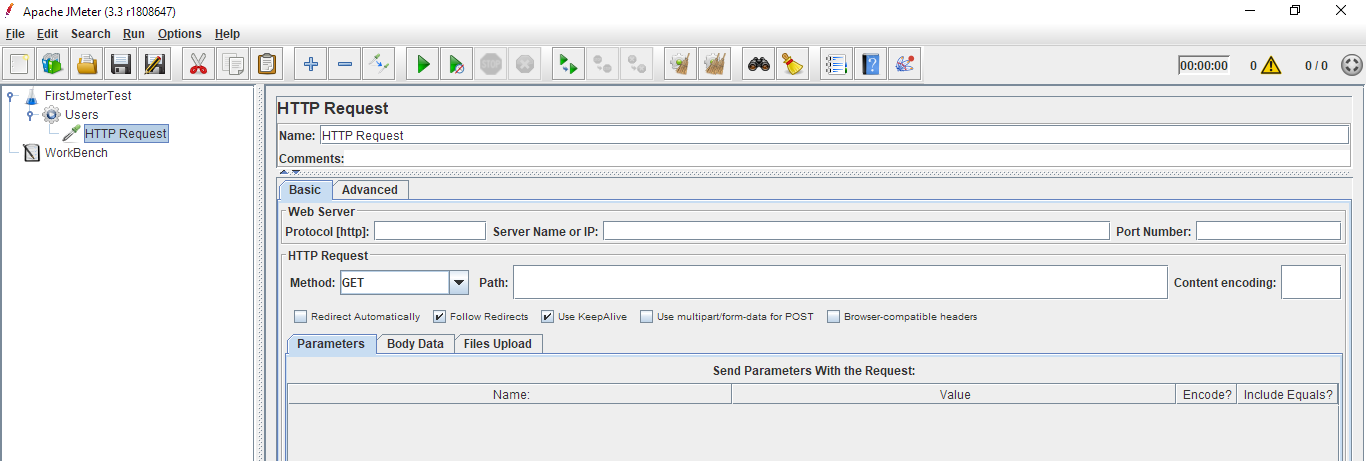 Apache JMeter (3.3 r1808647)
File Edit Search Run Options Help
STOP 00:00:00 0 0 / 0
FirstJmeterTest
Users
HTTP Request
WorkBench
HTTP Request
Name: HTTP Request
Comments:
Basic Advanced
Web Server
Protocol [http]: Server Name or IP: Port Number:
HTTP Request
Method: GET Path: Content encoding:
Redirect Automatically Follow Redirects Use KeepAlive Use multipart/form-data for POST Browser-compatible headers
Parameters Body Data Files Upload
Send Parameters With the Request:
Name: Value Encode? Include Equals?